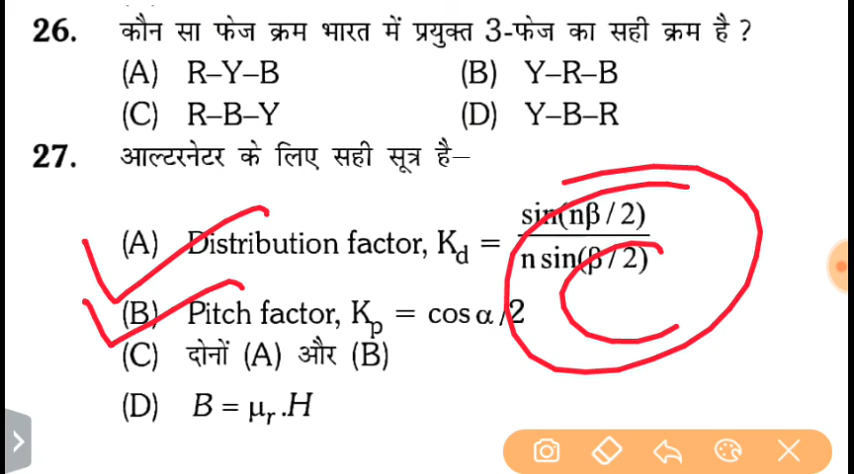 26. कौन सा फेज क्रम भारत में प्रयुक्त 3-फेज का सही क्रम है ?
(A) R–Y–B (B) Y–R–B
(C) R–B–Y (D) Y–B–R
27. आल्टरनेटर के लिए सही सूत्र है–
(A) Distribution factor, K_d = sin(nβ / 2) / n sin(β / 2)
(B) Pitch factor, K_p = cos α / 2
(C) दोनों (A) और (B)
(D) B = μ_r .H